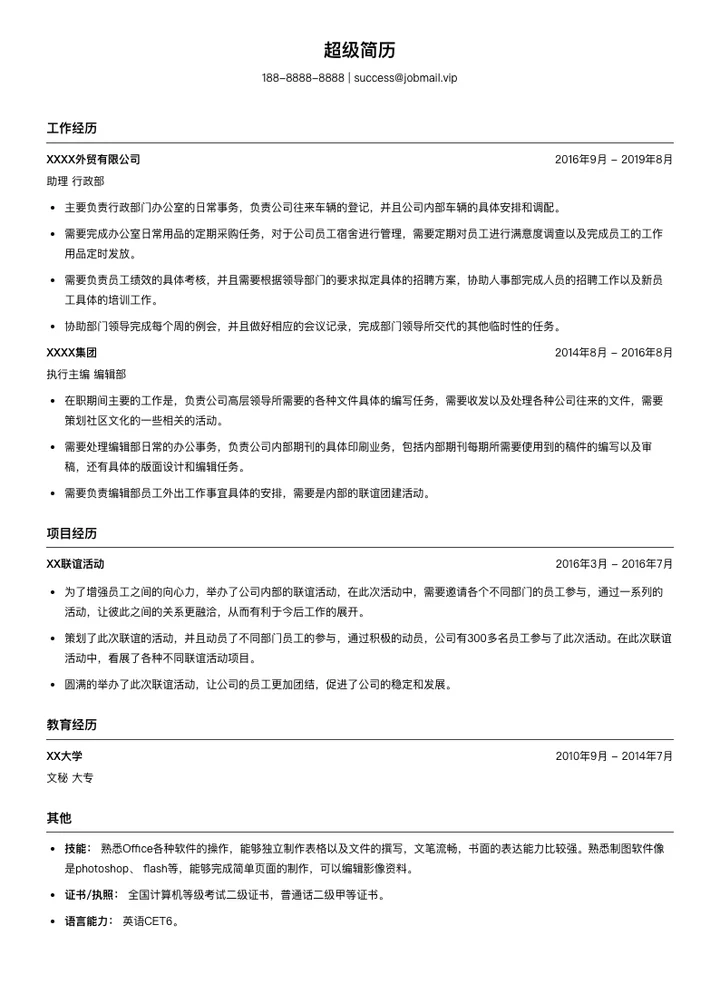 超级简历
188-8888-8888 | success@jobmail.vip
工作经历
XXXX外贸有限公司 2016年9月 – 2019年8月
助理 行政部
• 主要负责行政部门办公室的日常事务，负责公司往来车辆的登记，并且公司内部车辆的具体安排和调配。
• 需要完成办公室日常用品的定期采购任务，对于公司员工宿舍进行管理，需要定期对员工进行满意度调查以及完成员工的工作
用品定时发放。
• 需要负责员工绩效的具体考核，并且需要根据领导部门的要求拟定具体的招聘方案，协助人事部完成人员的招聘工作以及新员
工具体的培训工作。
• 协助部门领导完成每个周的例会，并且做好相应的会议记录，完成部门领导所交代的其他临时性的任务。
XXXX集团 2014年8月 – 2016年8月
执行主编 编辑部
• 在职期间主要的工作是，负责公司高层领导所需要的各种文件具体的编写任务，需要收发以及处理各种公司往来的文件，需要
策划社区文化的一些相关的活动。
• 需要处理编辑部日常的办公事务，负责公司内部期刊的具体印刷业务，包括内部期刊每期所需要使用到的稿件的编写以及审
稿，还有具体的版面设计和编辑任务。
• 需要负责编辑部员工外出工作事宜具体的安排，需要是内部的联谊团建活动。
项目经历
XX联谊活动 2016年3月 – 2016年7月
• 为了增强员工之间的向心力，举办了公司内部的联谊活动，在此次活动中，需要邀请各个不同部门的员工参与，通过一系列的
活动，让彼此之间的关系更融洽，从而有利于今后工作的展开。
• 策划了此次联谊的活动，并且动员了不同部门员工的参与，通过积极的动员，公司有300多名员工参与了此次活动。在此次联谊
活动中，看展了各种不同联谊活动项目。
• 圆满的举办了此次联谊活动，让公司的员工更加团结，促进了公司的稳定和发展。
教育经历
XX大学 2010年9月 – 2014年7月
文秘 大专
其他
• 技能： 熟悉Office各种软件的操作，能够独立制作表格以及文件的撰写，文笔流畅，书面的表达能力比较强。熟悉制图软件像
是photoshop、 flash等，能够完成简单页面的制作，可以编辑影像资料。
• 证书/执照： 全国计算机等级考试二级证书，普通话二级甲等证书。
• 语言能力： 英语CET6。